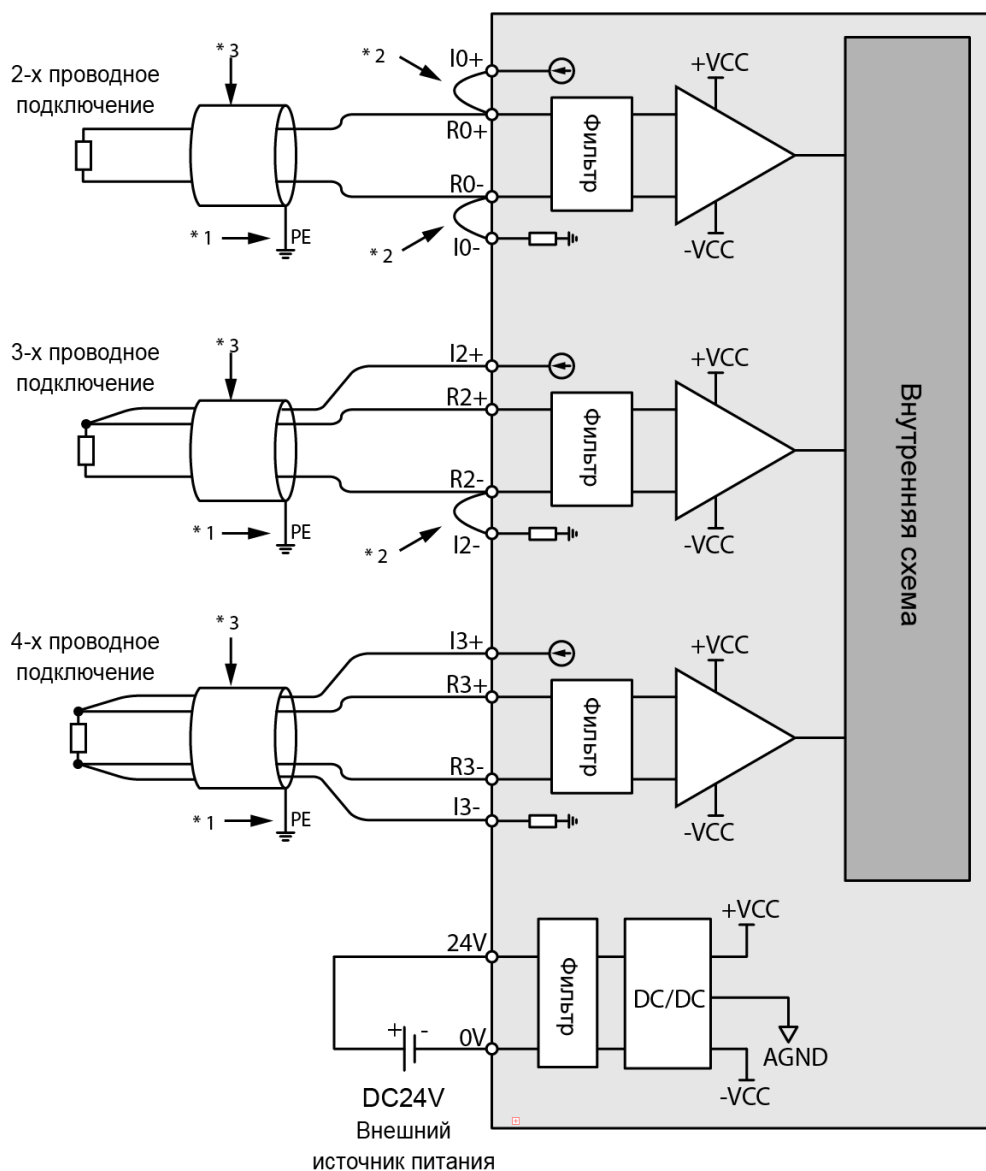 2-х проводное
подключение
* 3
* 2
I0+
R0+
R0-
I0-
* 1
PE
* 2
Фильтр
+VCC
-VCC
3-х проводное
подключение
* 3
I2+
R2+
R2-
I2-
* 1
PE
* 2
Фильтр
+VCC
-VCC
Внутренняя схема
4-х проводное
подключение
* 3
I3+
R3+
R3-
I3-
* 1
PE
Фильтр
+VCC
-VCC
24V
0V
+ -
DC24V
Внешний
источник питания
Фильтр
DC/DC
+VCC
AGND
-VCC